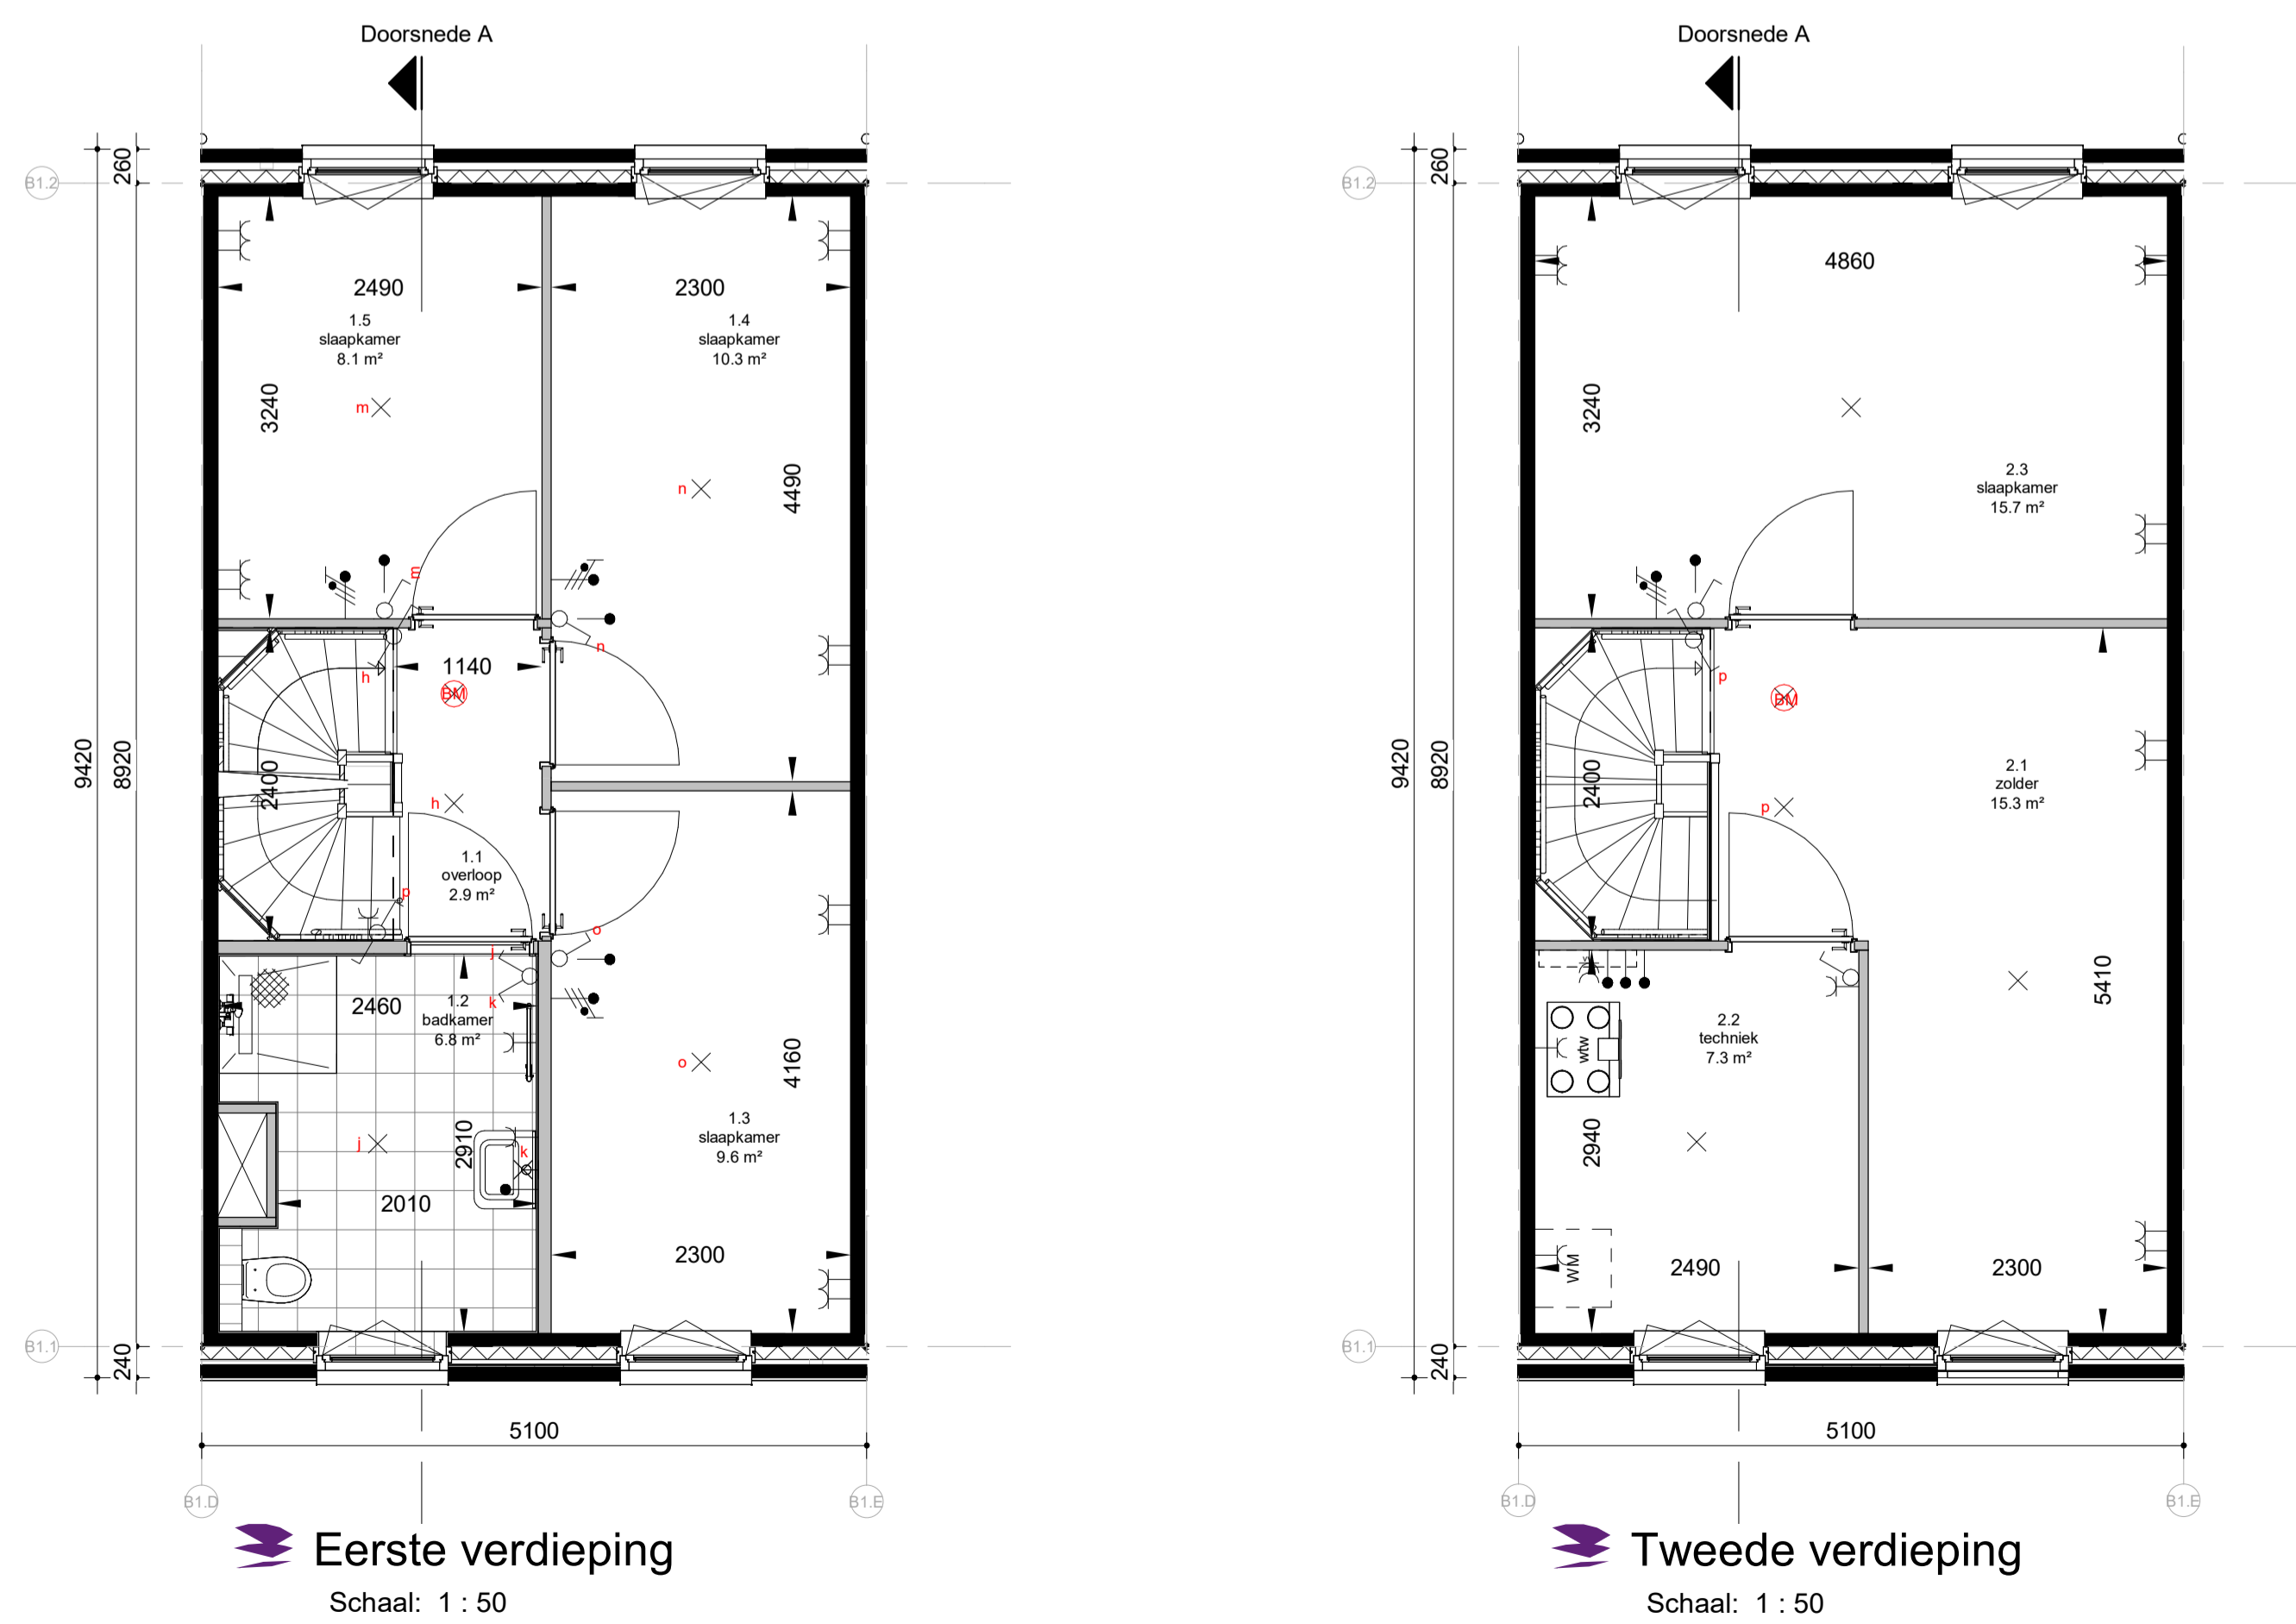 Doorsnede A
260
B1.2
2490
2300
1.5
slaapkamer
8.1 m²
1.4
slaapkamer
10.3 m²
3240
m
n
4490
m
n
h
1140
BM
9420
8920
2400
h
1.1
overloop
2.9 m²
p
o
j
2460
k
1.2
badkamer
6.8 m²
o
4160
j
2910
k
1.3
slaapkamer
9.6 m²
2010
2300
B1.1
240
5100
B1.D
B1.E
Eerste verdieping
Schaal: 1 : 50
Doorsnede A
260
B1.2
4860
3240
2.3
slaapkamer
15.7 m²
p
BM
9420
8920
2400
2.1
zolder
15.3 m²
p
5410
2.2
techniek
7.3 m²
wtw
2940
WM
2490
2300
B1.1
240
5100
B1.D
B1.E
Tweede verdieping
Schaal: 1 : 50